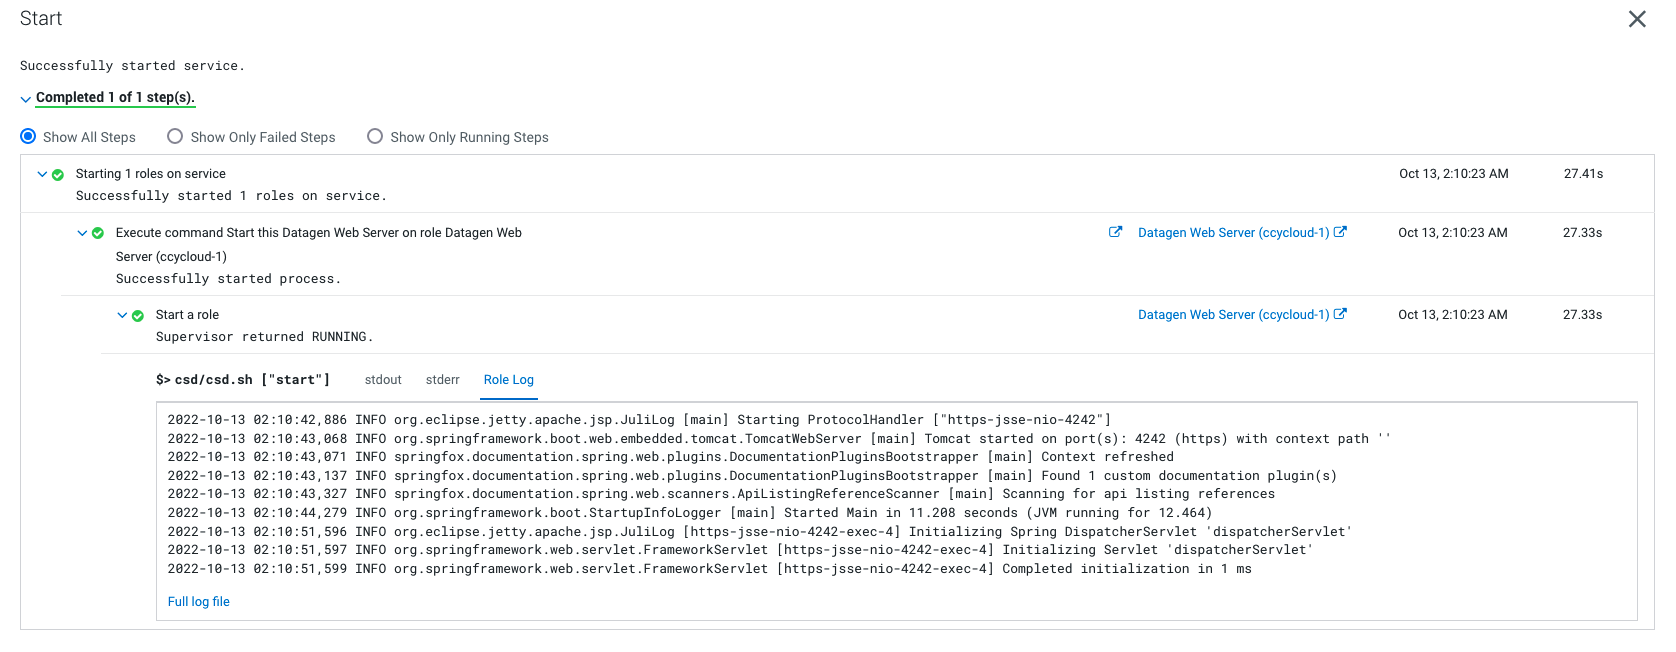 Start
Successfully started service.
Completed 1 of 1 step(s).
Show All Steps Show Only Failed Steps Show Only Running Steps
Starting 1 roles on service Oct 13, 2:10:23 AM 27.41s
Successfully started 1 roles on service.
Execute command Start this Datagen Web Server on role Datagen Web Datagen Web Server (ccycloud-1) Oct 13, 2:10:23 AM 27.33s
Server (ccycloud-1)
Successfully started process.
Start a role Datagen Web Server (ccycloud-1) Oct 13, 2:10:23 AM 27.33s
Supervisor returned RUNNING.
$> csd/csd.sh ["start"] stdout stderr Role Log
2022-10-13 02:10:42,886 INFO org.eclipse.jetty.apache.jsp.JuliLog [main] Starting ProtocolHandler ["https-jsse-nio-4242"]
2022-10-13 02:10:43,068 INFO org.springframework.boot.web.embedded.tomcat.TomcatWebServer [main] Tomcat started on port(s): 4242 (https) with context path ''
2022-10-13 02:10:43,071 INFO springfox.documentation.spring.web.plugins.DocumentationPluginsBootstrapper [main] Context refreshed
2022-10-13 02:10:43,137 INFO springfox.documentation.spring.web.plugins.DocumentationPluginsBootstrapper [main] Found 1 custom documentation plugin(s)
2022-10-13 02:10:43,327 INFO springfox.documentation.spring.web.scanners.ApiListingReferenceScanner [main] Scanning for api listing references
2022-10-13 02:10:44,279 INFO org.springframework.boot.StartupInfoLogger [main] Started Main in 11.208 seconds (JVM running for 12.464)
2022-10-13 02:10:51,596 INFO org.eclipse.jetty.apache.jsp.JuliLog [https-jsse-nio-4242-exec-4] Initializing Spring DispatcherServlet 'dispatcherServlet'
2022-10-13 02:10:51,597 INFO org.springframework.web.servlet.FrameworkServlet [https-jsse-nio-4242-exec-4] Initializing Servlet 'dispatcherServlet'
2022-10-13 02:10:51,599 INFO org.springframework.web.servlet.FrameworkServlet [https-jsse-nio-4242-exec-4] Completed initialization in 1 ms
Full log file